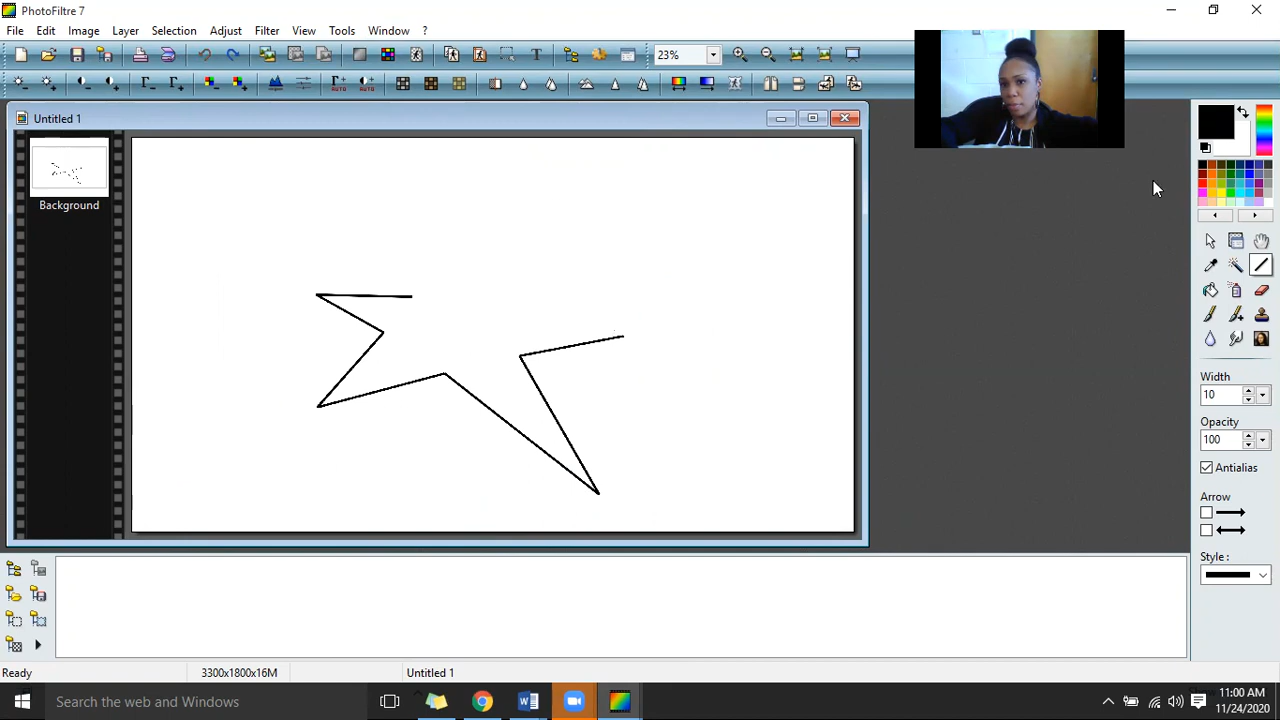 PhotoFiltre 7
File Edit Image Layer Selection Adjust Filter View Tools Window ?
23%
Untitled 1
Background
Width
10
Opacity
100
Antialias
Arrow
Style :
Ready 3300x1800x16M Untitled 1
Search the web and Windows
11:00 AM
11/24/2020